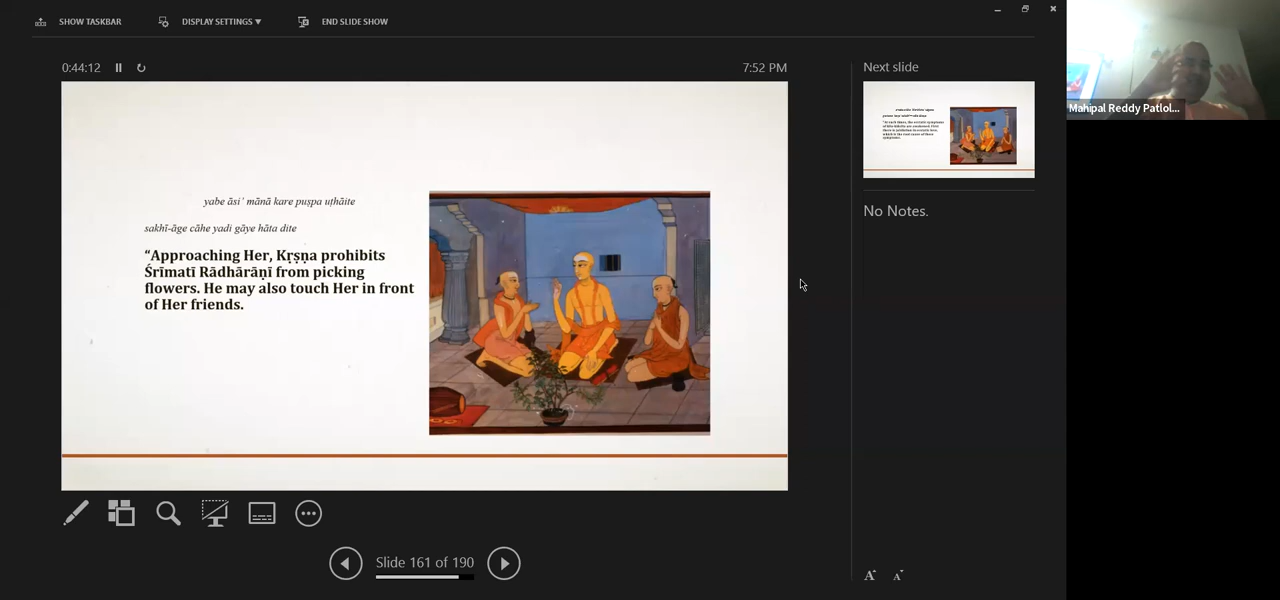 SHOW TASKBAR
DISPLAY SETTINGS ▼
END SLIDE SHOW
0:44:12
7:52 PM
yabe āsi’ mānā kare puṣpa uṭhāite
sakhī-āge cāhe yadi gāye hāta dite
“Approaching Her, Kṛṣṇa prohibits
Śrīmatī Rādhārāṇī from picking
flowers. He may also touch Her in front
of Her friends.
Slide 161 of 190
Next slide
No Notes.
A A
Mahipal Reddy Patlol...